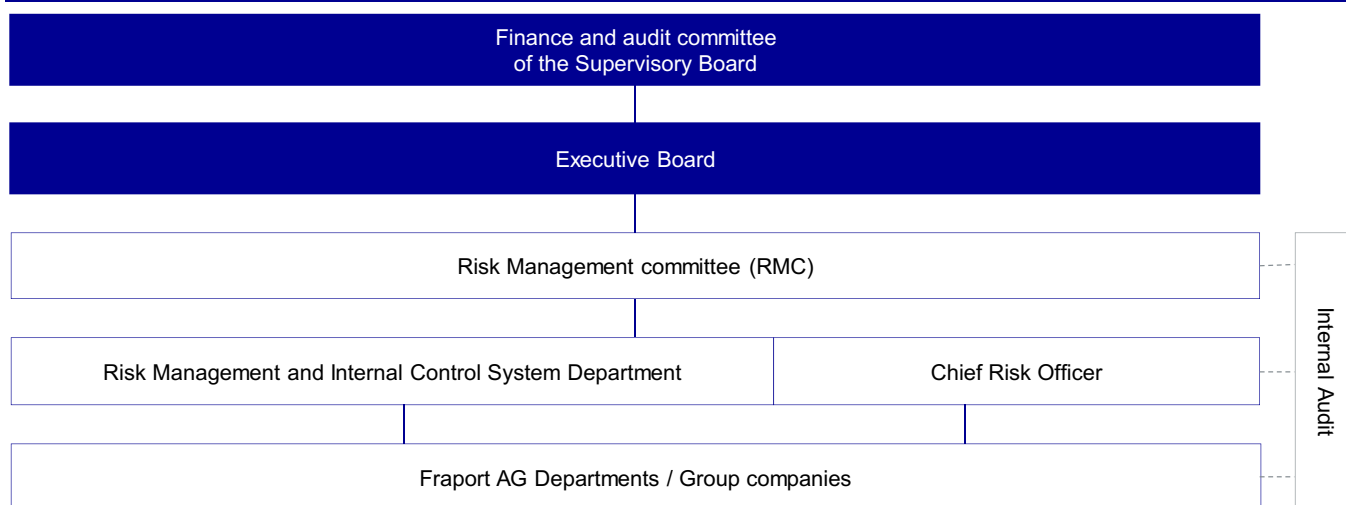 Finance and audit committee
of the Supervisory Board
Executive Board
Risk Management committee (RMC)
Risk Management and Internal Control System Department
Chief Risk Officer
Fraport AG Departments / Group companies
Internal Audit